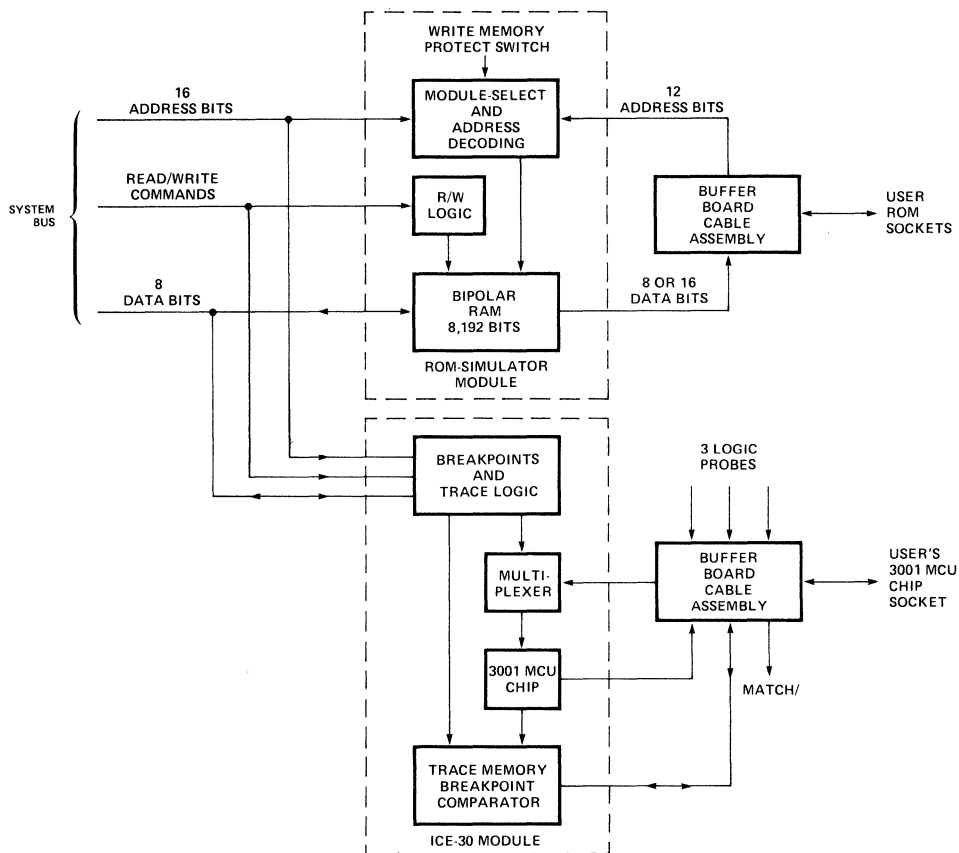 WRITE MEMORY
PROTECT SWITCH
16
ADDRESS BITS
MODULE-SELECT
AND
ADDRESS
DECODING
12
ADDRESS BITS
READ/WRITE
COMMANDS
SYSTEM
BUS
R/W
LOGIC
BUFFER
BOARD
CABLE
ASSEMBLY
USER
ROM
SOCKETS
8
DATA BITS
BIPOLAR
RAM
8,192 BITS
8 OR 16
DATA BITS
ROM-SIMULATOR
MODULE
BREAKPOINTS
AND
TRACE LOGIC
3 LOGIC
PROBES
MULTI-
PLEXER
BUFFER
BOARD
CABLE
ASSEMBLY
USER'S
3001 MCU
CHIP
SOCKET
3001 MCU
CHIP
MATCH/
TRACE MEMORY
BREAKPOINT
COMPARATOR
ICE-30 MODULE